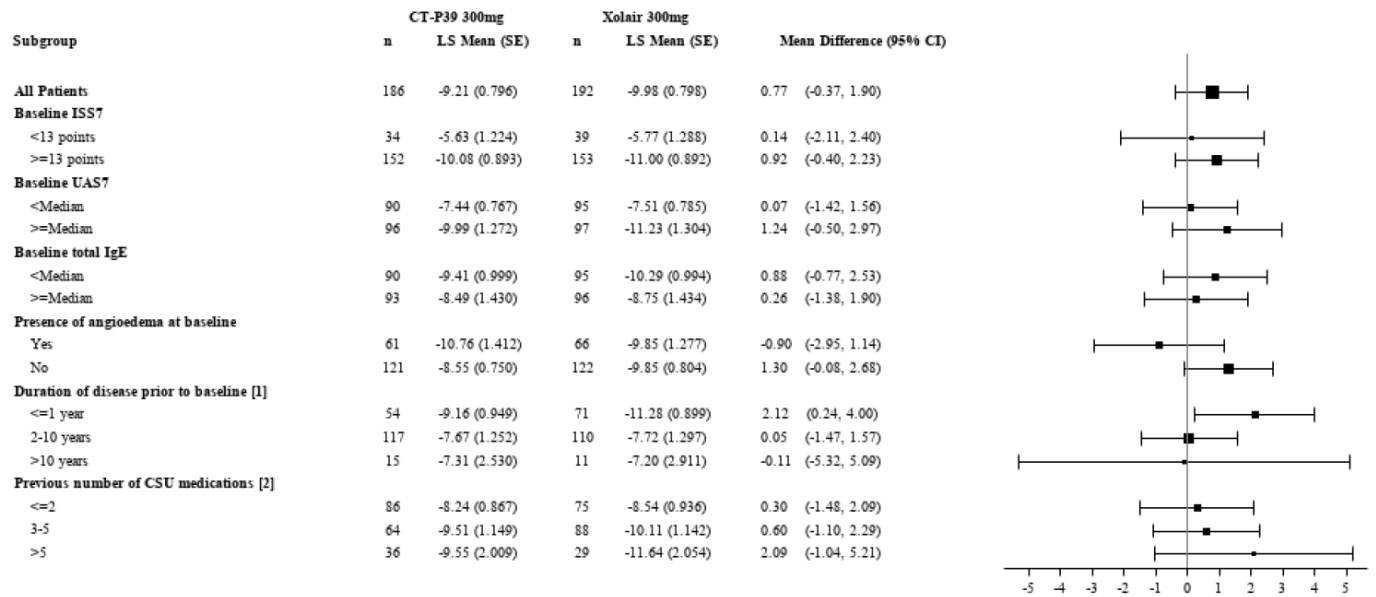 CT-P39 300mg Xolair 300mg
Subgroup n LS Mean (SE) n LS Mean (SE) Mean Difference (95% CI)
All Patients 186 -9.21 (0.796) 192 -9.98 (0.798) 0.77 (-0.37, 1.90)
Baseline ISS7
<13 points 34 -5.63 (1.224) 39 -5.77 (1.288) 0.14 (-2.11, 2.40)
>=13 points 152 -10.08 (0.893) 153 -11.00 (0.892) 0.92 (-0.40, 2.23)
Baseline UAS7
<Median 90 -7.44 (0.767) 95 -7.51 (0.785) 0.07 (-1.42, 1.56)
>=Median 96 -9.99 (1.272) 97 -11.23 (1.304) 1.24 (-0.50, 2.97)
Baseline total IgE
<Median 90 -9.41 (0.999) 95 -10.29 (0.994) 0.88 (-0.77, 2.53)
>=Median 93 -8.49 (1.430) 96 -8.75 (1.434) 0.26 (-1.38, 1.90)
Presence of angioedema at baseline
Yes 61 -10.76 (1.412) 66 -9.85 (1.277) -0.90 (-2.95, 1.14)
No 121 -8.55 (0.750) 122 -9.85 (0.804) 1.30 (-0.08, 2.68)
Duration of disease prior to baseline [1]
<=1 year 54 -9.16 (0.949) 71 -11.28 (0.899) 2.12 (0.24, 4.00)
2-10 years 117 -7.67 (1.252) 110 -7.72 (1.297) 0.05 (-1.47, 1.57)
>10 years 15 -7.31 (2.530) 11 -7.20 (2.911) -0.11 (-5.32, 5.09)
Previous number of CSU medications [2]
<=2 86 -8.24 (0.867) 75 -8.54 (0.936) 0.30 (-1.48, 2.09)
3-5 64 -9.51 (1.149) 88 -10.11 (1.142) 0.60 (-1.10, 2.29)
>5 36 -9.55 (2.009) 29 -11.64 (2.054) 2.09 (-1.04, 5.21)
-5 -4 -3 -2 -1 0 1 2 3 4 5